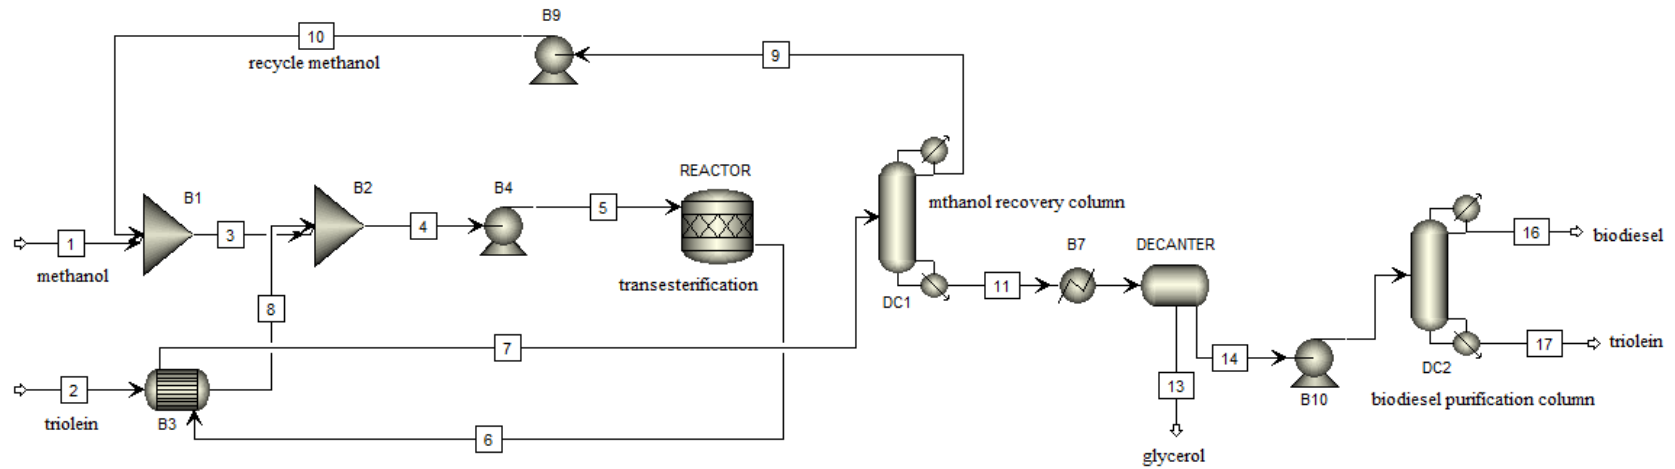 B9
10
9
recycle methanol
REACTOR
B1
B2
B4
5
mthanol recovery column
16
biodiesel
3
4
B7
DECANTER
1
methanol
transesterification
11
DC1
8
7
14
17
triolein
DC2
2
triolein
B3
13
B10
biodiesel purification column
6
glycerol